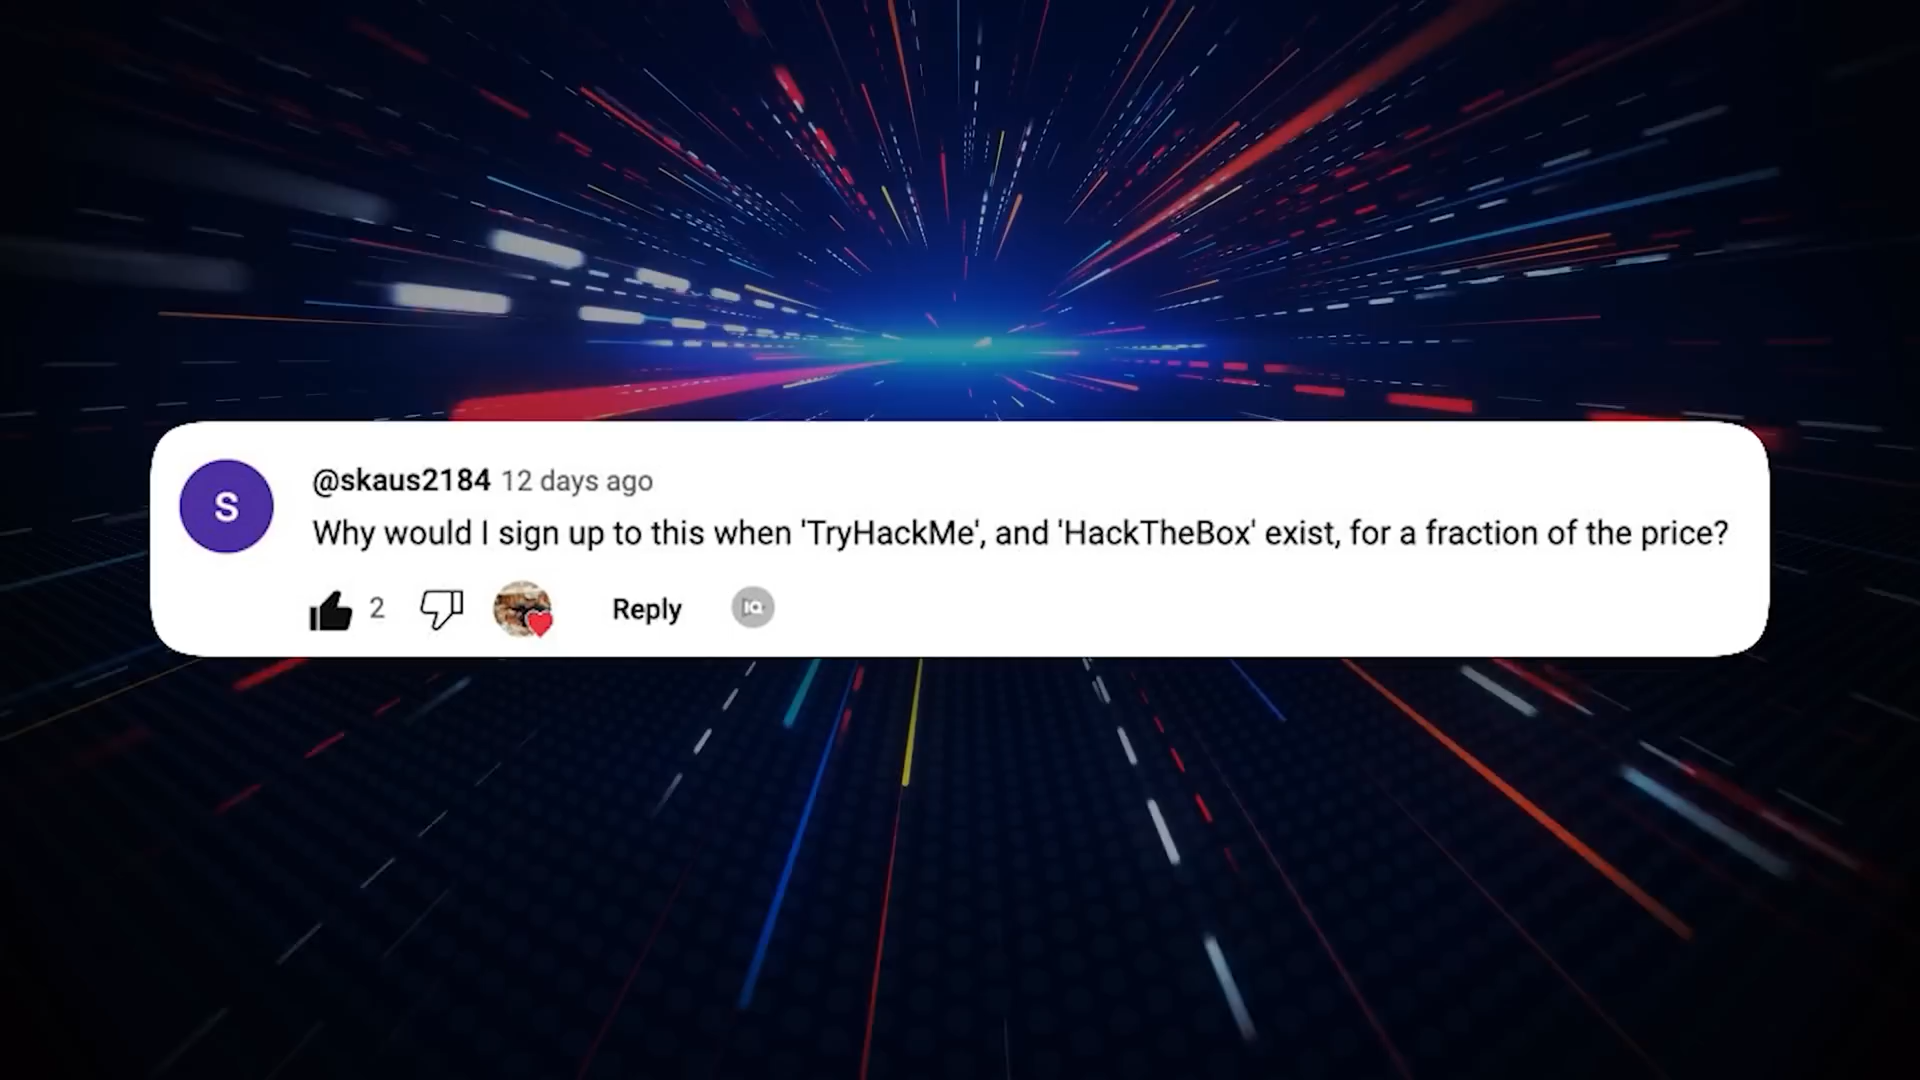 S
@skaus2184 12 days ago
Why would I sign up to this when 'TryHackMe', and 'HackTheBox' exist, for a fraction of the price?
2
Reply
IQ